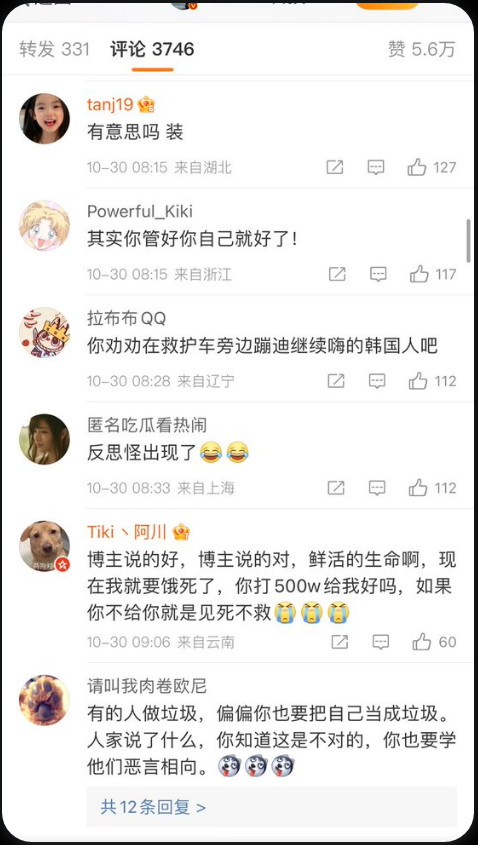 转发 331 评论 3746 赞 5.6万
tanj19
有意思吗 装
10-30 08:15 来自湖北 127
Powerful_Kiki
其实你管好你自己就好了!
10-30 08:15 来自浙江 117
拉布布QQ
你劝劝在救护车旁边蹦迪继续嗨的韩国人吧
10-30 08:28 来自辽宁 112
匿名吃瓜看热闹
反思怪出现了😂😂
10-30 08:33 来自上海 112
Tiki丶阿川
博主说的好，博主说的对，鲜活的生命啊，现
在我就要饿死了，你打500w给我好吗，如果
你不给你就是见死不救😭😭😭
10-30 09:06 来自云南 60
请叫我肉卷欧尼
有的人做垃圾，偏偏你也要把自己当成垃圾。
人家说了什么，你知道这是不对的，你也要学
他们恶言相向。
共12条回复 >